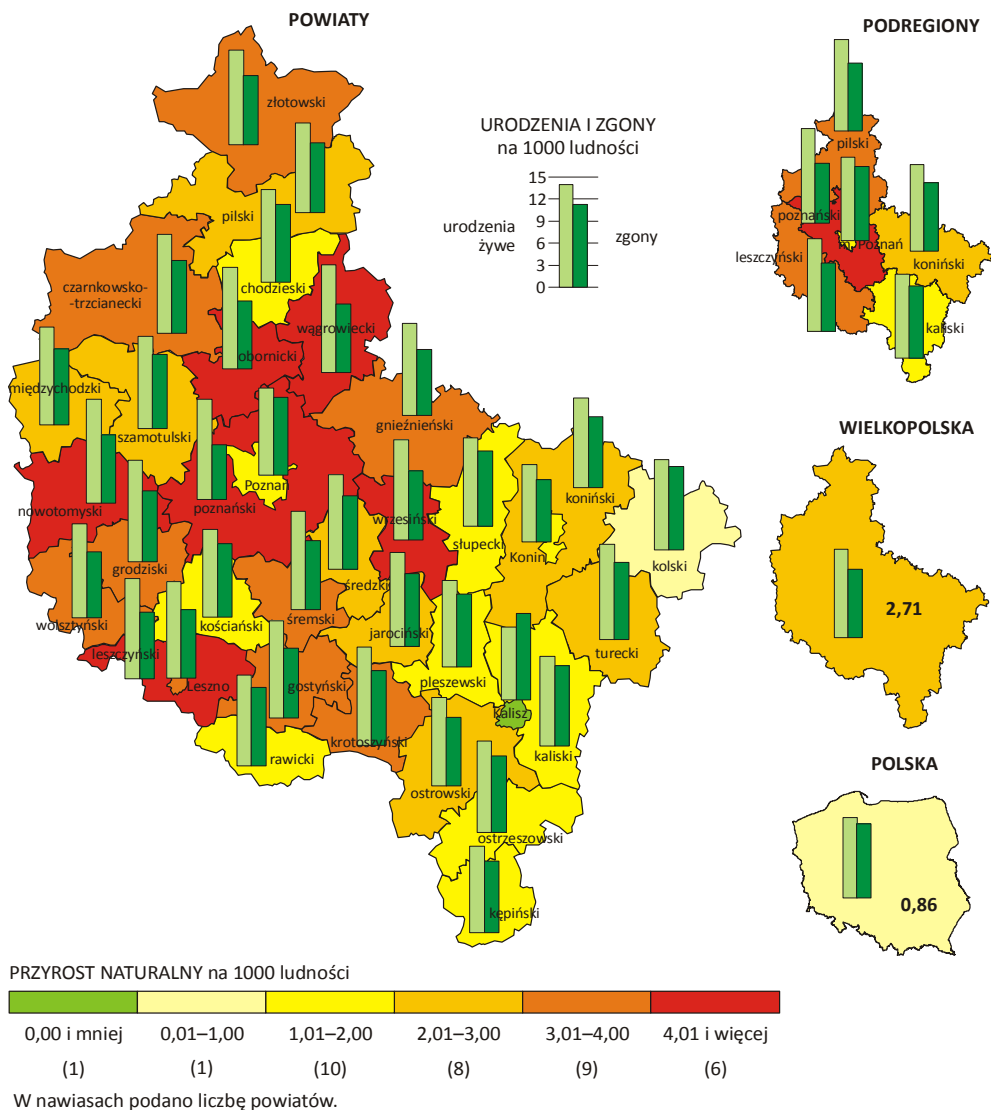 POWIATY
PODREGIONY
złotowski
URODZENIA I ZGONY
na 1000 ludności
15
12
9
6
3
0
urodzenia
żywe
zgony
pilski
chodzieski
czarnkowsko-
-trzcianecki
wągrowiecki
obornicki
międzychodzki
szamotulski
gnieźnieński
nowotomyski
poznański
Poznań
wrzesiński
słupecki
koniński
Konin
kolski
grodziski
wolsztyński
kościański
śremski
średzki
jarociński
turecki
leszczyński
Leszno
gostyński
pleszewski
Kalisz
kaliski
rawicki
krotoszyński
ostrowski
ostrzeszowski
kępiński
pilski
poznański
m. Poznań
leszczyński
koniński
kaliski
WIELKOPOLSKA
2,71
POLSKA
0,86
PRZYROST NATURALNY na 1000 ludności
0,00 i mniej 0,01–1,00 1,01–2,00 2,01–3,00 3,01–4,00 4,01 i więcej
(1) (1) (10) (8) (9) (6)
W nawiasach podano liczbę powiatów.